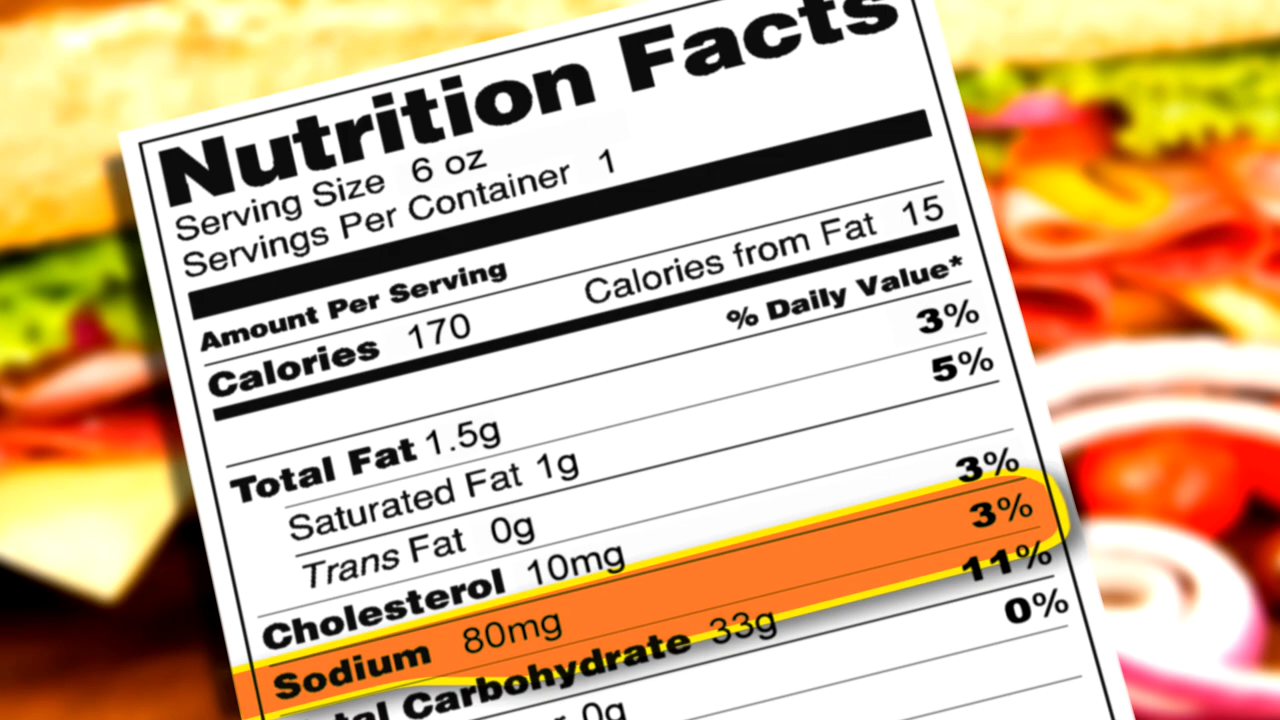 Nutrition Facts
Serving Size 6 oz
Servings Per Container 1
Amount Per Serving
Calories 170 Calories from Fat 15
% Daily Value*
Total Fat 1.5g 3%
Saturated Fat 1g 5%
Trans Fat 0g
Cholesterol 10mg 3%
Sodium 80mg 3%
Carbohydrate 33g 11%
0g 0%